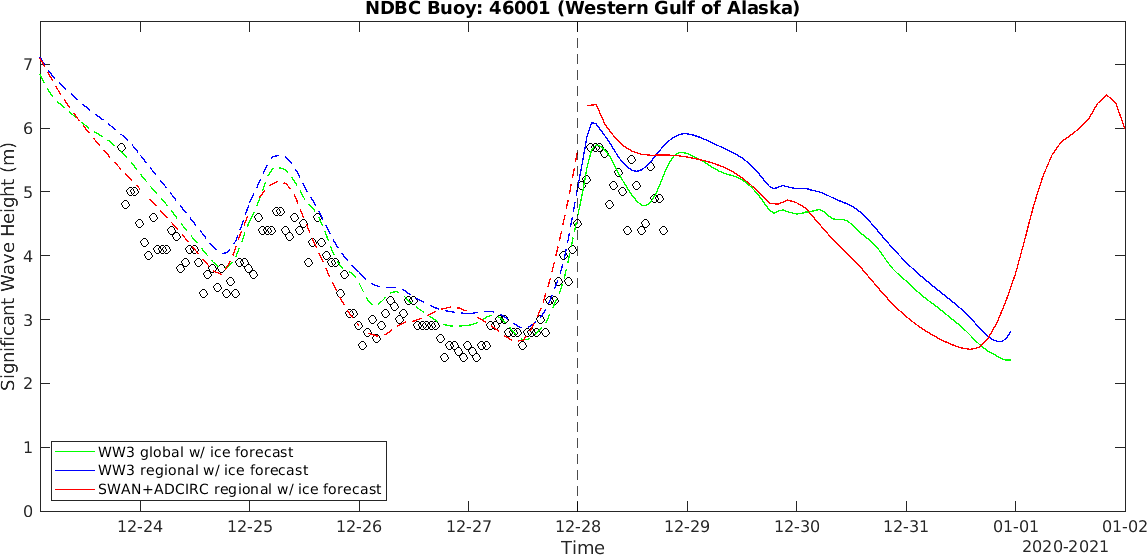 NDBC Buoy: 46001 (Western Gulf of Alaska)
Significant Wave Height (m)
7
6
5
4
3
2
1
0
WW3 global w/ ice forecast
WW3 regional w/ ice forecast
SWAN+ADCIRC regional w/ ice forecast
12-24 12-25 12-26 12-27 12-28 12-29 12-30 12-31 01-01 01-02
Time
2020-2021